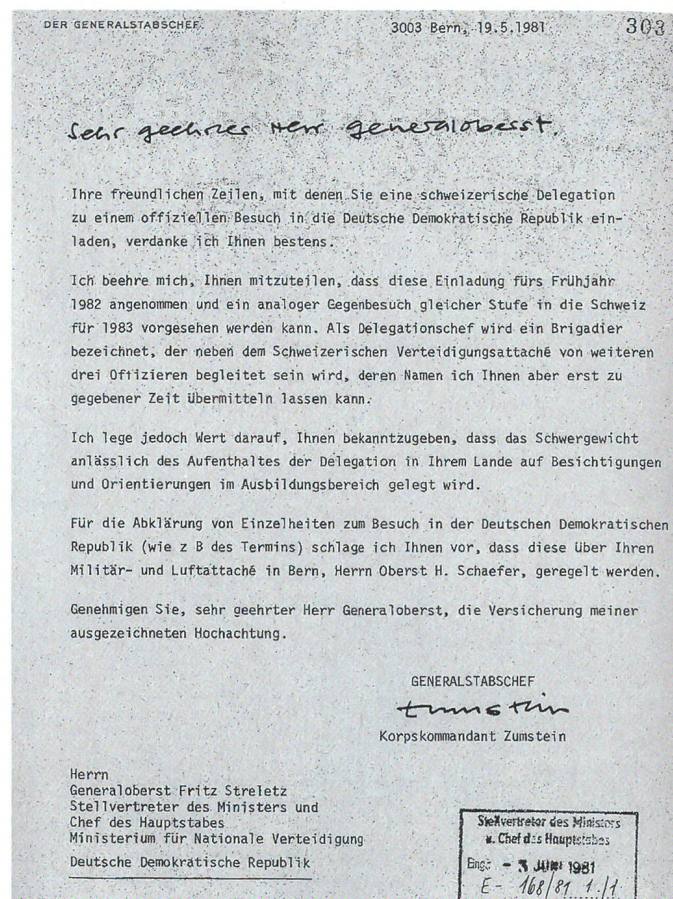 DER GENERALSTABSCHEF
3003 Bern, 19.5.1981
303
Sehr geehrter Herr Generaloberst.
Ihre freundlichen Zeilen, mit denen Sie eine schweizerische Delegation
zu einem offiziellen Besuch in die Deutsche Demokratische Republik ein-
laden, verdanke ich Ihnen bestens.
Ich beehre mich, Ihnen mitzuteilen, dass diese Einladung fürs Frühjahr
1982 angenommen und ein analoger Gegenbesuch gleicher Stufe in die Schweiz
für 1983 vorgesehen werden kann. Als Delegationschef wird ein Brigadier
bezeichnet, der neben dem Schweizerischen Verteidigungsattaché von weiteren
drei Offizieren begleitet sein wird, deren Namen ich Ihnen aber erst zu
gegebener Zeit übermitteln lassen kann.
Ich lege jedoch Wert darauf, Ihnen bekanntzugeben, dass das Schwergewicht
anlässlich des Aufenthaltes der Delegation in Ihrem Lande auf Besichtigungen
und Orientierungen im Ausbildungsbereich gelegt wird.
Für die Abklärung von Einzelheiten zum Besuch in der Deutschen Demokratischen
Republik (wie z B des Termins) schlage ich Ihnen vor, dass diese über Ihren
Militär- und Luftattaché in Bern, Herrn Oberst H. Schaefer, geregelt werden.
Genehmigen Sie, sehr geehrter Herr Generaloberst, die Versicherung meiner
ausgezeichneten Hochachtung.
GENERALSTABSCHEF
Zumstein
Korpskommandant Zumstein
Herrn
Generaloberst Fritz Streletz
Stellvertreter des Ministers und
Chef des Hauptstabes
Ministerium für Nationale Verteidigung
Deutsche Demokratische Republik
Stellvertreter des Ministers
u. Chef des Hauptstabes
Eing: - 3. JUNI 1981
E - 168/81 1./1